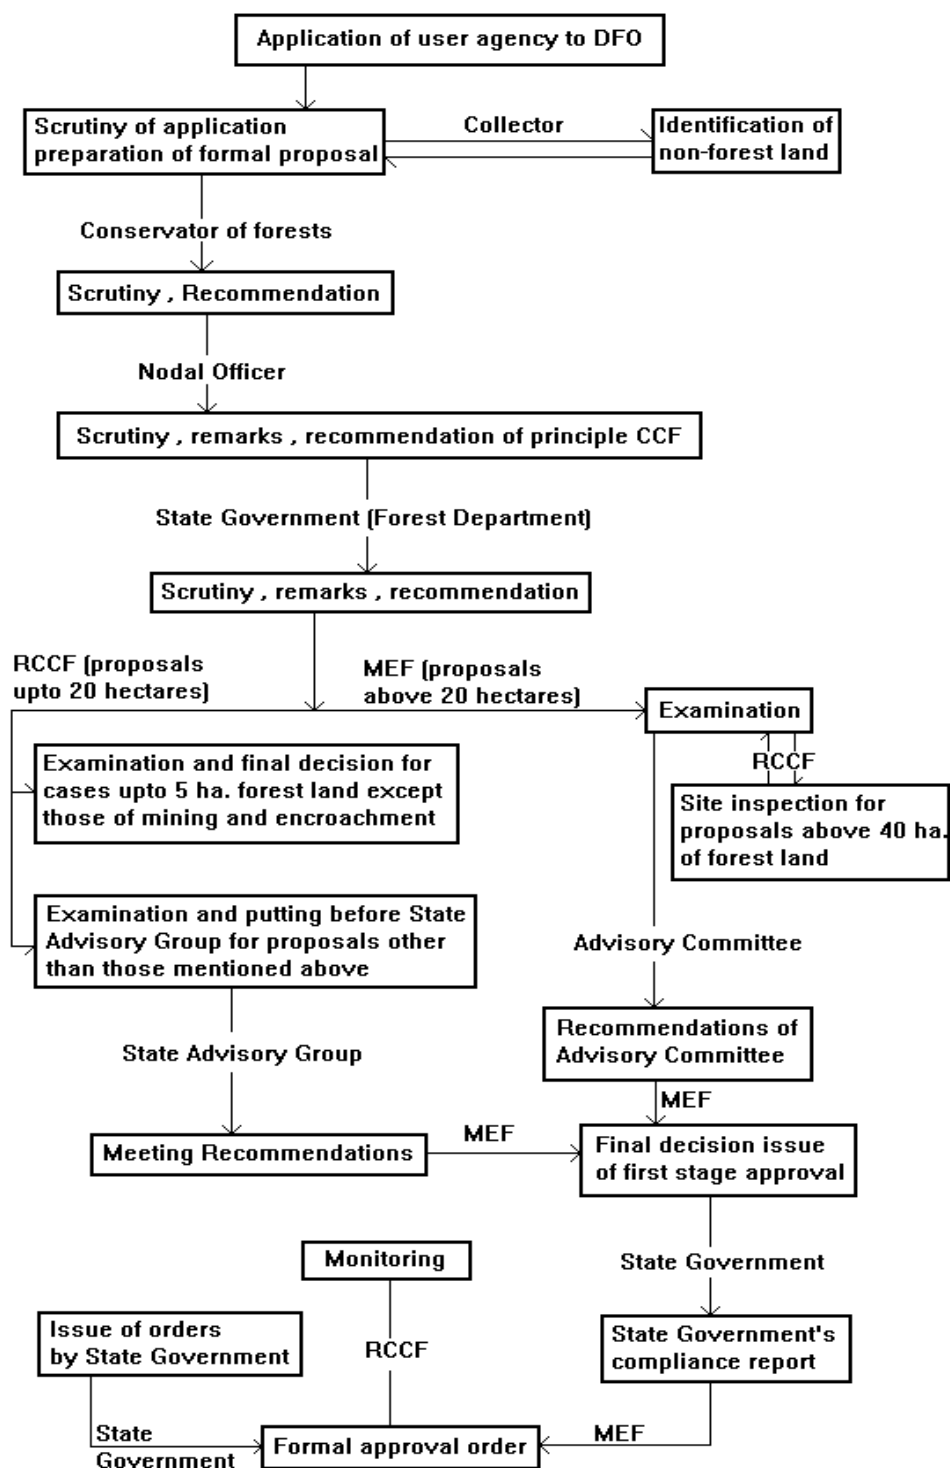 Application of user agency to DFO
Scrutiny of application
preparation of formal proposal
Collector
Identification of
non-forest land
Conservator of forests
Scrutiny , Recommendation
Nodal Officer
Scrutiny , remarks , recommendation of principle CCF
State Government (Forest Department)
Scrutiny , remarks , recommendation
RCCF (proposals
upto 20 hectares)
MEF (proposals
above 20 hectares)
Examination
Examination and final decision for
cases upto 5 ha. forest land except
those of mining and encroachment
RCCF
Site inspection for
proposals above 40 ha.
of forest land
Examination and putting before State
Advisory Group for proposals other
than those mentioned above
Advisory Committee
State Advisory Group
Recommendations of
Advisory Committee
MEF
Meeting Recommendations
MEF
Final decision issue
of first stage approval
State Government
Monitoring
Issue of orders
by State Government
RCCF
State Government's
compliance report
State
Government
Formal approval order
MEF